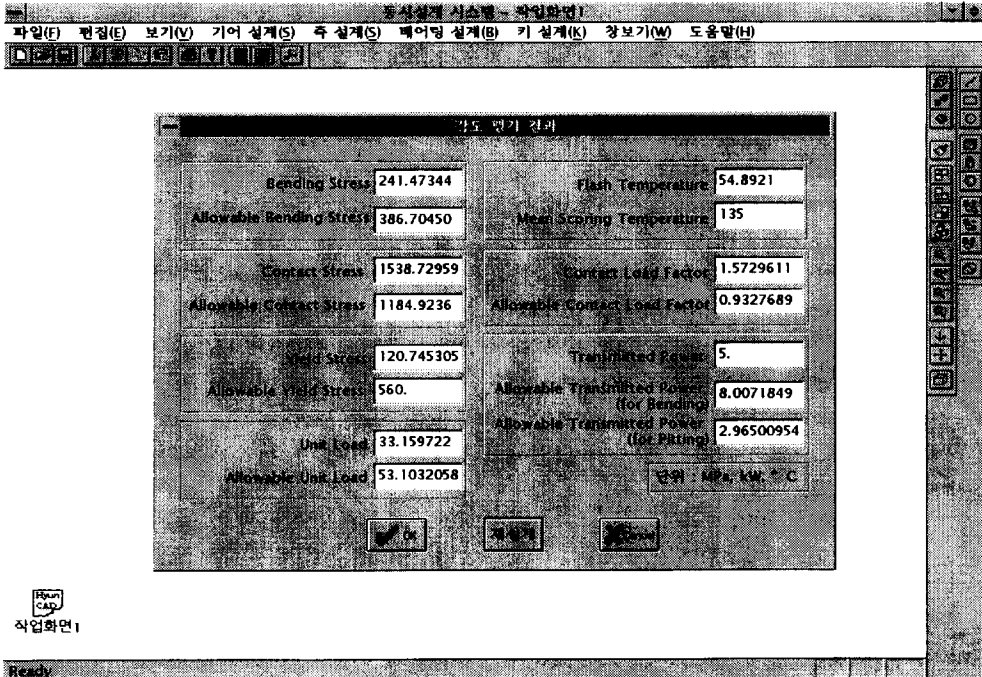 동시설계 시스템 - 작업화면1
파일(F) 편집(E) 보기(V) 기어 설계(S) 축 설계(S) 베어링 설계(B) 키 설계(K) 창보기(W) 도움말(H)
강도 평가 결과
Bending Stress 241.47344
Allowable Bending Stress 386.70450
Contact Stress 1538.72959
Allowable Contact Stress 1184.9236
Yield Stress 120.745305
Allowable Yield Stress 560.
Unit Load 33.159722
Allowable Unit Load 53.1032058
Flash Temperature 54.8921
Mean Scoring Temperature 135
Contact Load Factor 1.5729611
Allowable Contact Load Factor 0.9327689
Transmitted Power 5.
Allowable Transmitted Power
(for Bending) 8.0071849
Allowable Transmitted Power
(for Pitting) 2.96500954
단위 : MPa, kW, °C
OK 재설계 Cancel
Hyun
CAD
작업화면1
Ready